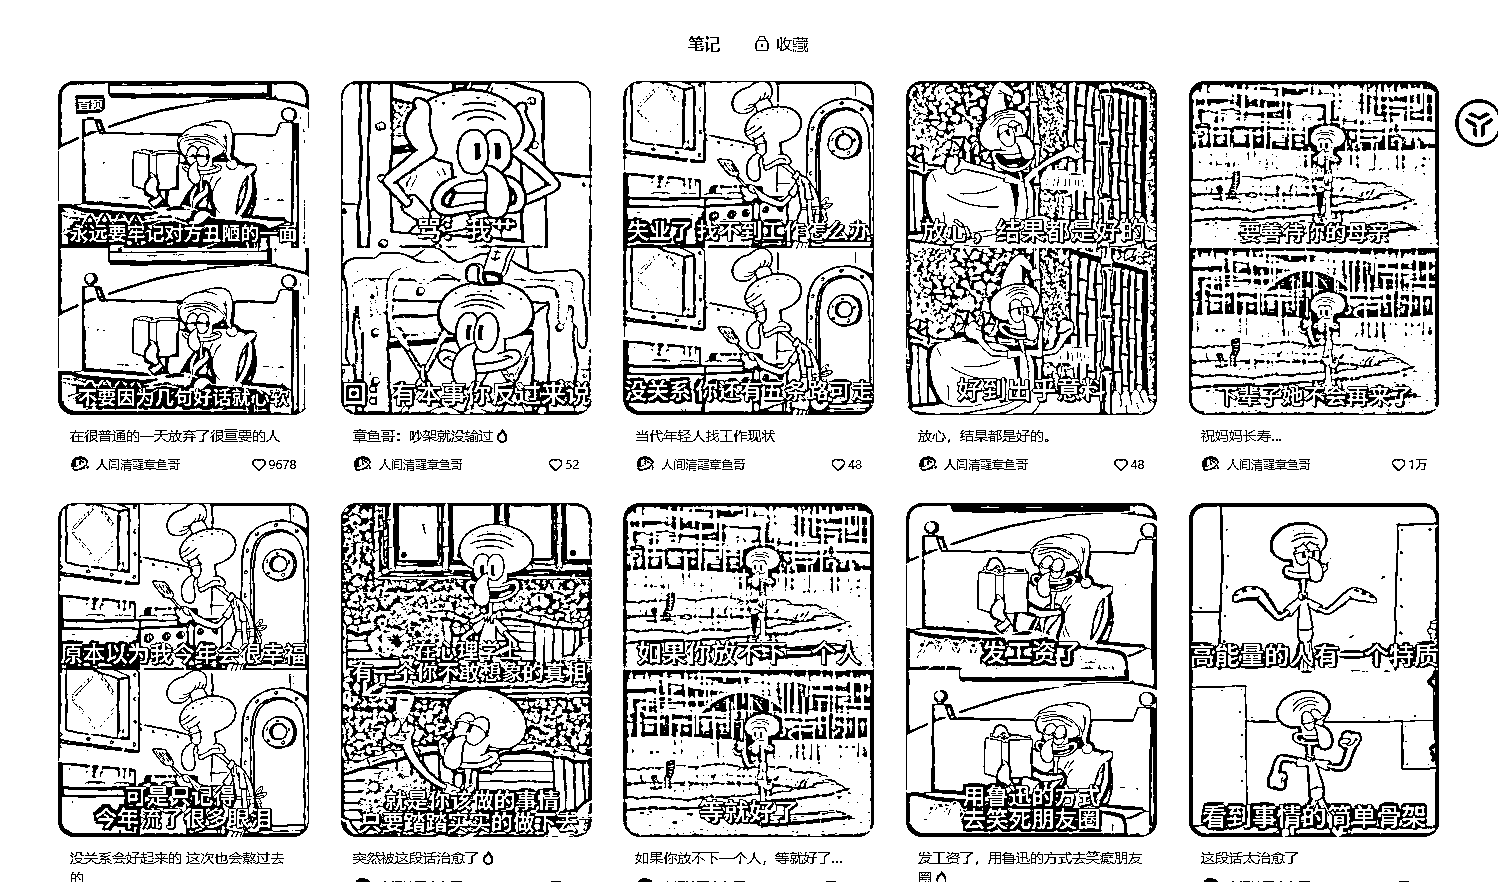 笔记
收藏
置顶
永远要牢记对方丑陋的一面
不要因为几句好话就心软
在很普通的一天放弃了很重要的人
人间清醒章鱼哥
9678
骂：我**
回：有本事你反过来说
章鱼哥：吵架就没输过
人间清醒章鱼哥
52
失业了 找不到工作怎么办
没关系 你还有五条路可走
当代年轻人找工作现状
人间清醒章鱼哥
48
放心，结果都是好的
好到出乎意料
放心，结果都是好的。
人间清醒章鱼哥
48
要善待你的母亲
下辈子她不会再来了
祝妈妈长寿...
人间清醒章鱼哥
1万
原本以为我今年会很幸福
可是只记得
今年流了很多眼泪
没关系会好起来的 这次也会熬过去
的
在心理学上
有一个你不敢想象的真相
就是你该做的事情
只要踏踏实实的做下去
突然被这段话治愈了
如果你放不下一个人
等就好了
如果你放不下一个人，等就好了...
发工资了
用鲁迅的方式
去笑死朋友圈
发工资了，用鲁迅的方式去笑癫朋友
圈
高能量的人有一个特质
看到事情的简单骨架
这段话太治愈了